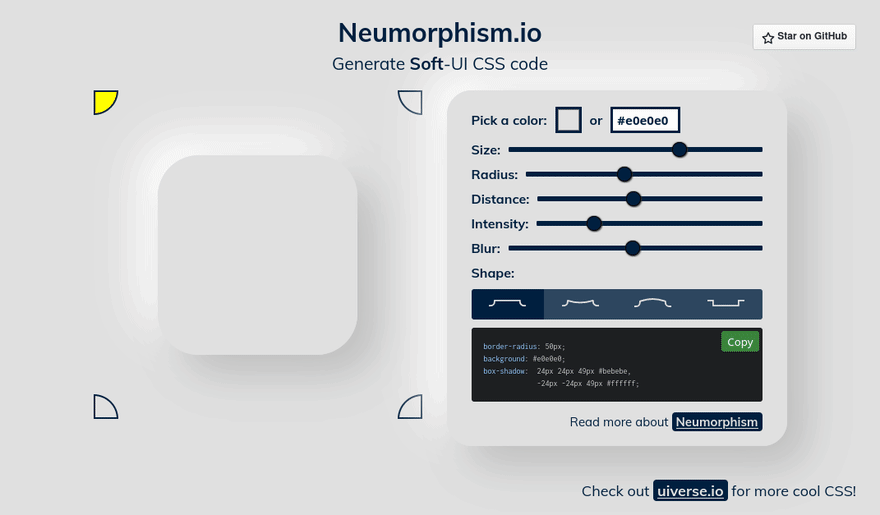 Neumorphism.io
Generate Soft-UI CSS code
Star on GitHub
Pick a color: or #e0e0e0
Size:
Radius:
Distance:
Intensity:
Blur:
Shape:
Copy
border-radius: 50px;
background: #e0e0e0;
box-shadow: 24px 24px 49px #bebebe,
-24px -24px 49px #ffffff;
Read more about Neumorphism
Check out uiverse.io for more cool CSS!